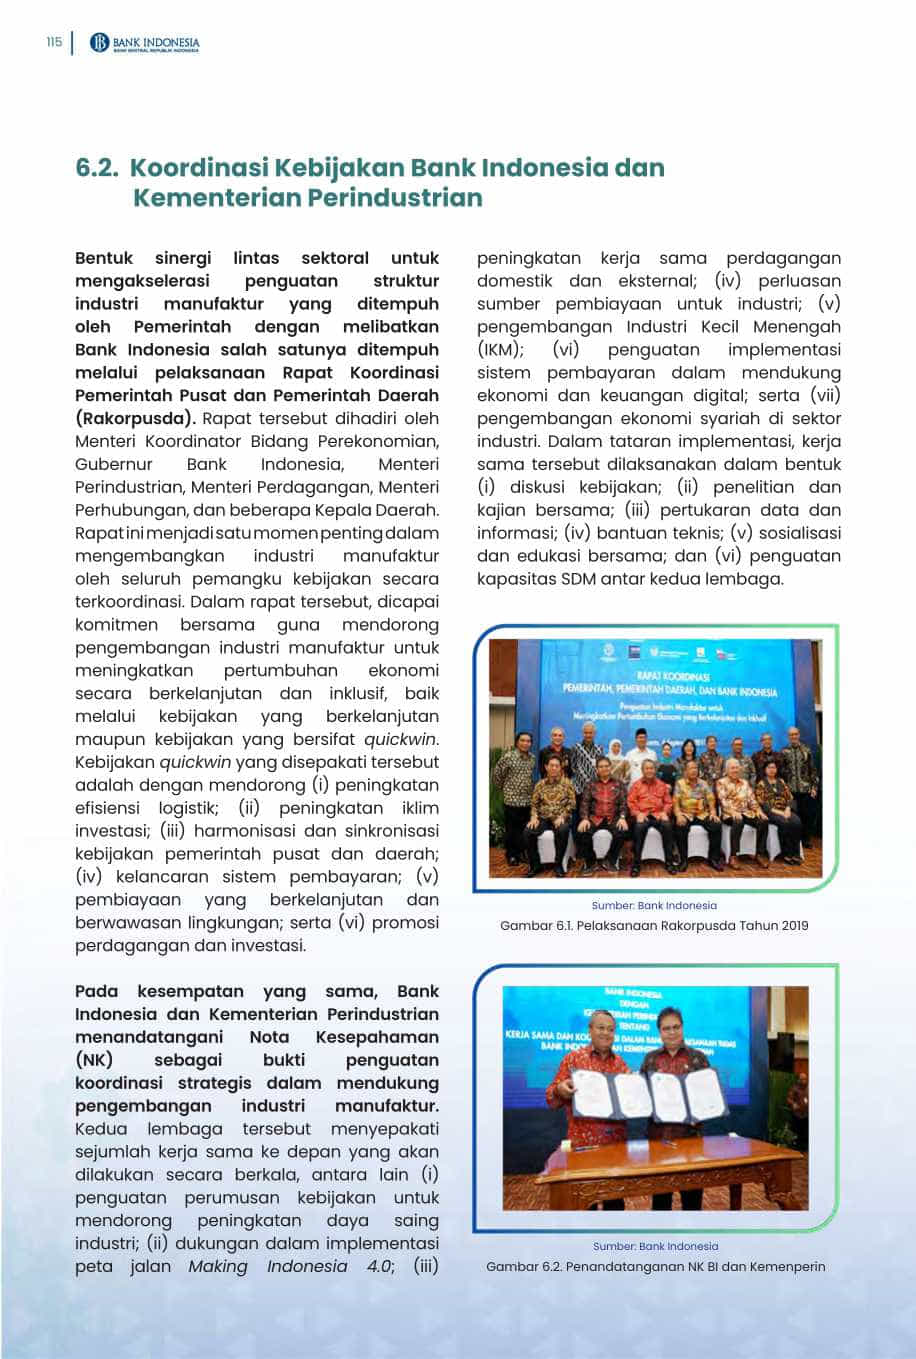 115
BANK INDONESIA
BANK SENTRAL REPUBLIK INDONESIA
6.2. Koordinasi Kebijakan Bank Indonesia dan
Kementerian Perindustrian
Bentuk sinergi lintas sektoral untuk
mengakselerasi penguatan struktur
industri manufaktur yang ditempuh
oleh Pemerintah dengan melibatkan
Bank Indonesia salah satunya ditempuh
melalui pelaksanaan Rapat Koordinasi
Pemerintah Pusat dan Pemerintah Daerah
(Rakorpusda). Rapat tersebut dihadiri oleh
Menteri Koordinator Bidang Perekonomian,
Gubernur Bank Indonesia, Menteri
Perindustrian, Menteri Perdagangan, Menteri
Perhubungan, dan beberapa Kepala Daerah.
Rapat ini menjadi satu momen penting dalam
mengembangkan industri manufaktur
oleh seluruh pemangku kebijakan secara
terkoordinasi. Dalam rapat tersebut, dicapai
komitmen bersama guna mendorong
pengembangan industri manufaktur untuk
meningkatkan pertumbuhan ekonomi
secara berkelanjutan dan inklusif, baik
melalui kebijakan yang berkelanjutan
maupun kebijakan yang bersifat quickwin.
Kebijakan quickwin yang disepakati tersebut
adalah dengan mendorong (i) peningkatan
efisiensi logistik; (ii) peningkatan iklim
investasi; (iii) harmonisasi dan sinkronisasi
kebijakan pemerintah pusat dan daerah;
(iv) kelancaran sistem pembayaran; (v)
pembiayaan yang berkelanjutan dan
berwawasan lingkungan; serta (vi) promosi
perdagangan dan investasi.
Pada kesempatan yang sama, Bank
Indonesia dan Kementerian Perindustrian
menandatangani Nota Kesepahaman
(NK) sebagai bukti penguatan
koordinasi strategis dalam mendukung
pengembangan industri manufaktur.
Kedua lembaga tersebut menyepakati
sejumlah kerja sama ke depan yang akan
dilakukan secara berkala, antara lain (i)
penguatan perumusan kebijakan untuk
mendorong peningkatan daya saing
industri; (ii) dukungan dalam implementasi
peta jalan Making Indonesia 4.0; (iii)
peningkatan kerja sama perdagangan
domestik dan eksternal; (iv) perluasan
sumber pembiayaan untuk industri; (v)
pengembangan Industri Kecil Menengah
(IKM); (vi) penguatan implementasi
sistem pembayaran dalam mendukung
ekonomi dan keuangan digital; serta (vii)
pengembangan ekonomi syariah di sektor
industri. Dalam tataran implementasi, kerja
sama tersebut dilaksanakan dalam bentuk
(i) diskusi kebijakan; (ii) penelitian dan
kajian bersama; (iii) pertukaran data dan
informasi; (iv) bantuan teknis; (v) sosialisasi
dan edukasi bersama; dan (vi) penguatan
kapasitas SDM antar kedua lembaga.
RAPAT KOORDINASI
PEMERINTAH, PEMERINTAH DAERAH, DAN BANK INDONESIA
Penguatan Industri Manufaktur untuk
Meningkatkan Pertumbuhan Ekonomi yang Berkelanjutan dan Inklusif
Sumber: Bank Indonesia
Gambar 6.1. Pelaksanaan Rakorpusda Tahun 2019
BANK INDONESIA
DENGAN
TENTANG
KERJA SAMA DAN
Sumber: Bank Indonesia
Gambar 6.2. Penandatanganan NK BI dan Kemenperin